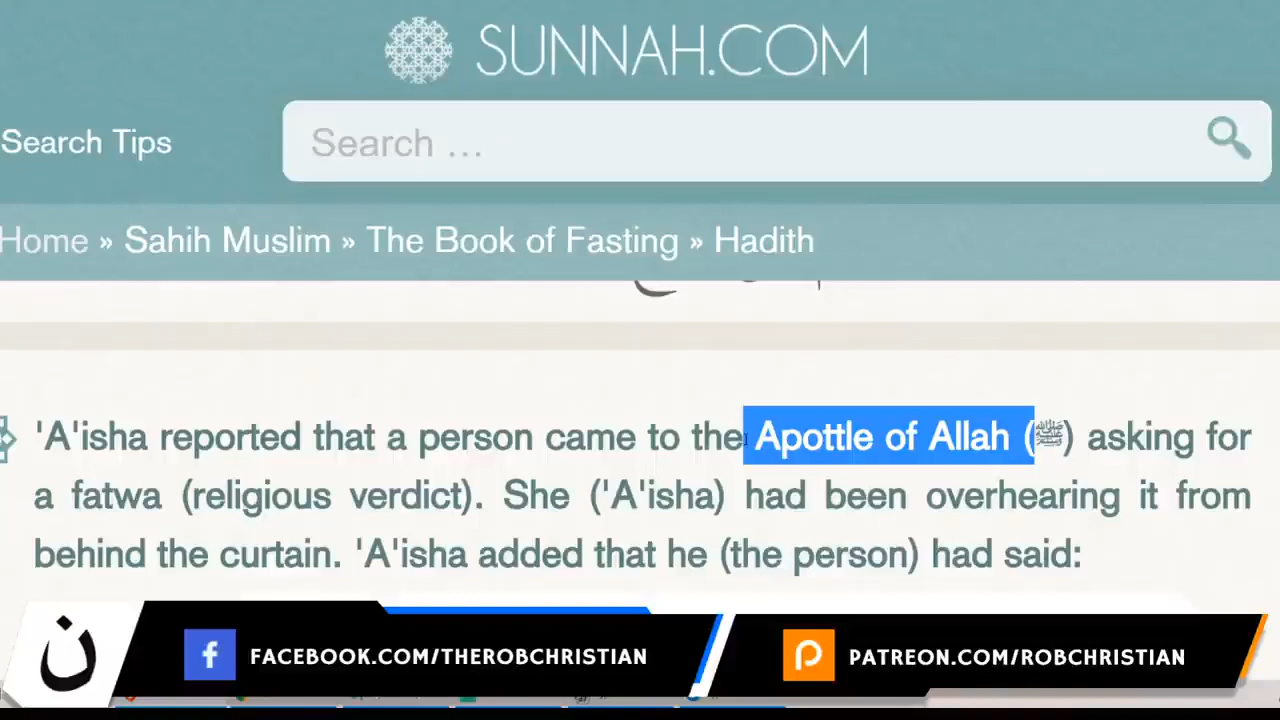 SUNNAH.COM
Search Tips
Search ...
Home » Sahih Muslim » The Book of Fasting » Hadith
'A'isha reported that a person came to the Apottle of Allah (ﷺ) asking for
a fatwa (religious verdict). She ('A'isha) had been overhearing it from
behind the curtain. 'A'isha added that he (the person) had said:
ن
f FACEBOOK.COM/THEROBCHRISTIAN
PATREON.COM/ROBCHRISTIAN